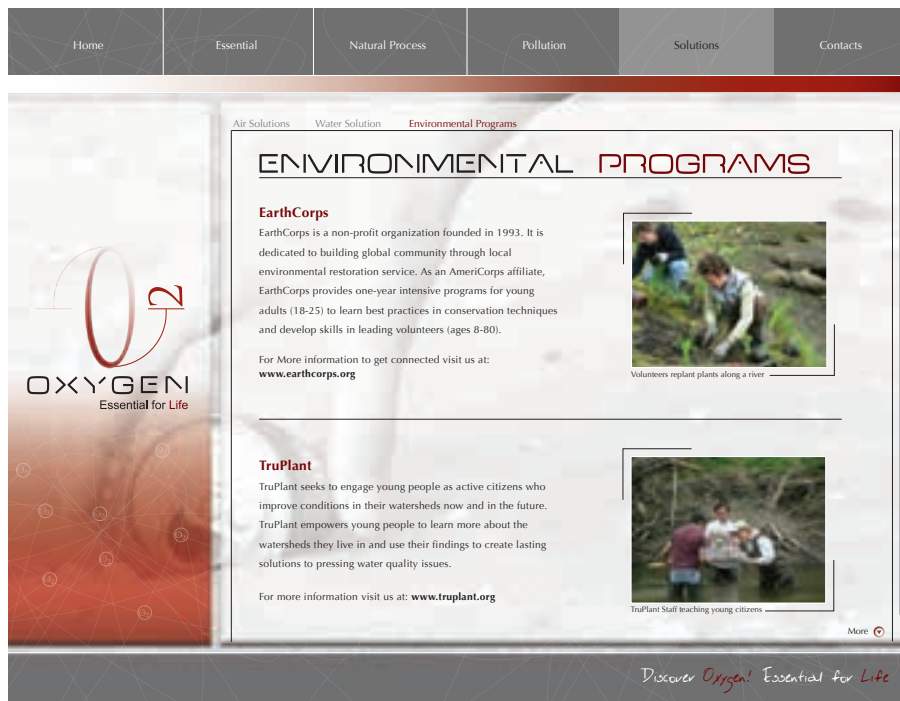 Home
Essential
Natural Process
Pollution
Solutions
Contacts
Air Solutions
Water Solution
Environmental Programs
ENVIRONMENTAL PROGRAMS
EarthCorps
EarthCorps is a non-profit organization founded in 1993. It is
dedicated to building global community through local
environmental restoration service. As an AmeriCorps affiliate,
EarthCorps provides one-year intensive programs for young
adults (18-25) to learn best practices in conservation techniques
and develop skills in leading volunteers (ages 8-80).
For More information to get connected visit us at:
www.earthcorps.org
Volunteers replant plants along a river
O2
OXYGEN
Essential for Life
TruPlant
TruPlant seeks to engage young people as active citizens who
improve conditions in their watersheds now and in the future.
TruPlant empowers young people to learn more about the
watersheds they live in and use their findings to create lasting
solutions to pressing water quality issues.
For more information visit us at: www.truplant.org
TruPlant Staff teaching young citizens
More
Discover Oxygen! Essential for Life